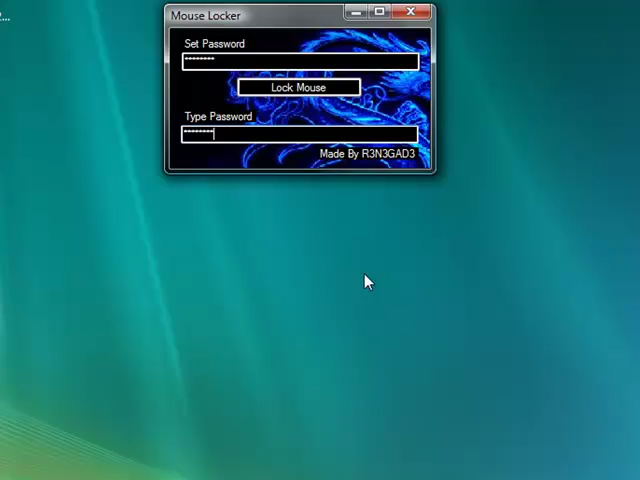 Mouse Locker
Set Password
********
Lock Mouse
Type Password
********
Made By R3N3GAD3